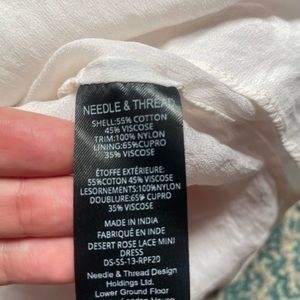 NEEDLE & THREAD
SHELL:55% COTTON
45% VISCOSE
TRIM:100% NYLON
LINING:65%CUPRO
35% VISCOSE
ÉTOFFE EXTÉRIEURE:
55%COTON 45% VISCOSE
LESORNEMENTS:100%NYLON
DOUBLURE:65% CUPRO
35% VISCOSE
MADE IN INDIA
FABRIQUÉ EN INDE
DESERT ROSE LACE MINI
DRESS
DS-SS-13-RPF20
Needle & Thread Design
Holdings Ltd.
Lower Ground Floor
House